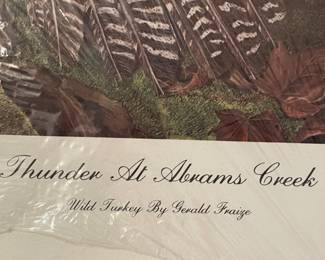 Thunder At Abrams Creek
Wild Turkey By Gerald Fraize